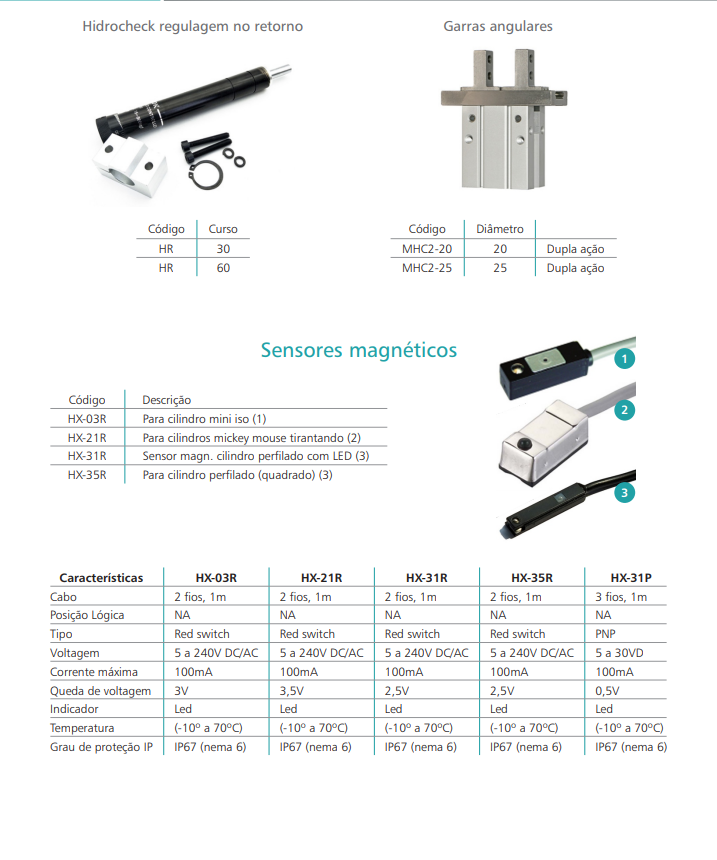 Hidrocheck regulagem no retorno
Garras angulares
Código Curso
HR 30
HR 60
Código Diâmetro
MHC2-20 20 Dupla ação
MHC2-25 25 Dupla ação
Sensores magnéticos
1
2
3
Código Descrição
HX-03R Para cilindro mini iso (1)
HX-21R Para cilindros mickey mouse tirantando (2)
HX-31R Sensor magn. cilindro perfilado com LED (3)
HX-35R Para cilindro perfilado (quadrado) (3)
Características HX-03R HX-21R HX-31R HX-35R HX-31P
Cabo 2 fios, 1m 2 fios, 1m 2 fios, 1m 2 fios, 1m 3 fios, 1m
Posição Lógica NA NA NA NA NA
Tipo Red switch Red switch Red switch Red switch PNP
Voltagem 5 a 240V DC/AC 5 a 240V DC/AC 5 a 240V DC/AC 5 a 240V DC/AC 5 a 30VD
Corrente máxima 100mA 100mA 100mA 100mA 100mA
Queda de voltagem 3V 3,5V 2,5V 2,5V 0,5V
Indicador Led Led Led Led Led
Temperatura (-10º a 70ºC) (-10º a 70ºC) (-10º a 70ºC) (-10º a 70ºC) (-10º a 70ºC)
Grau de proteção IP IP67 (nema 6) IP67 (nema 6) IP67 (nema 6) IP67 (nema 6) IP67 (nema 6)